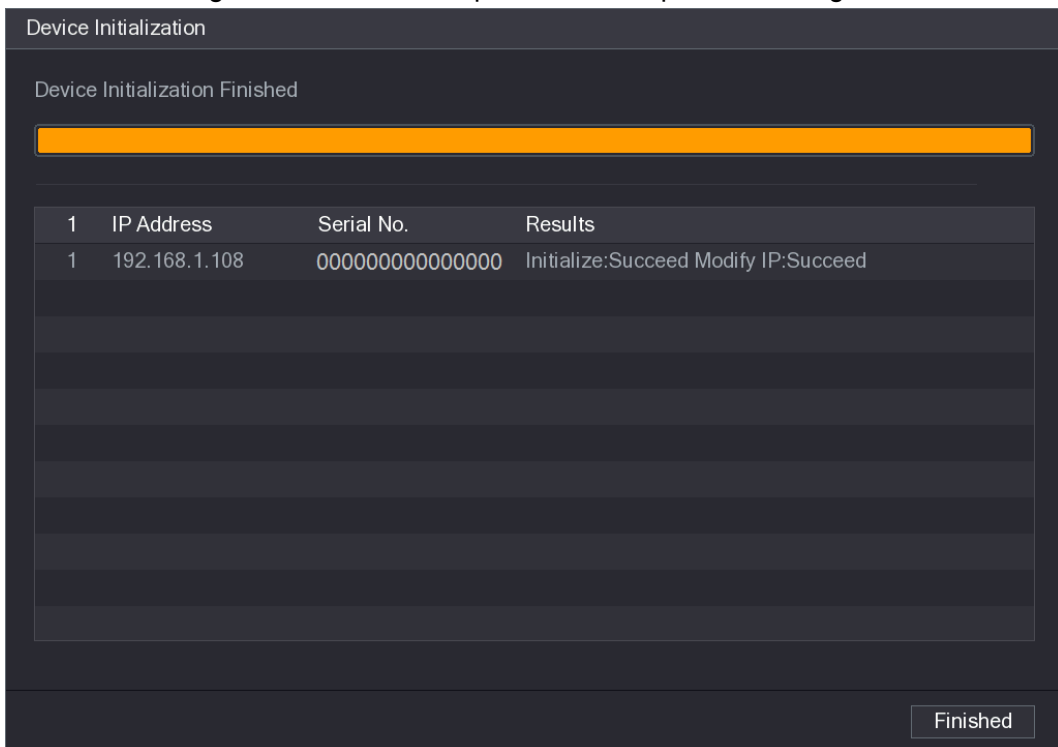 Device Initialization
Device Initialization Finished
1 IP Address Serial No. Results
1 192.168.1.108 000000000000000 Initialize:Succeed Modify IP:Succeed
Finished